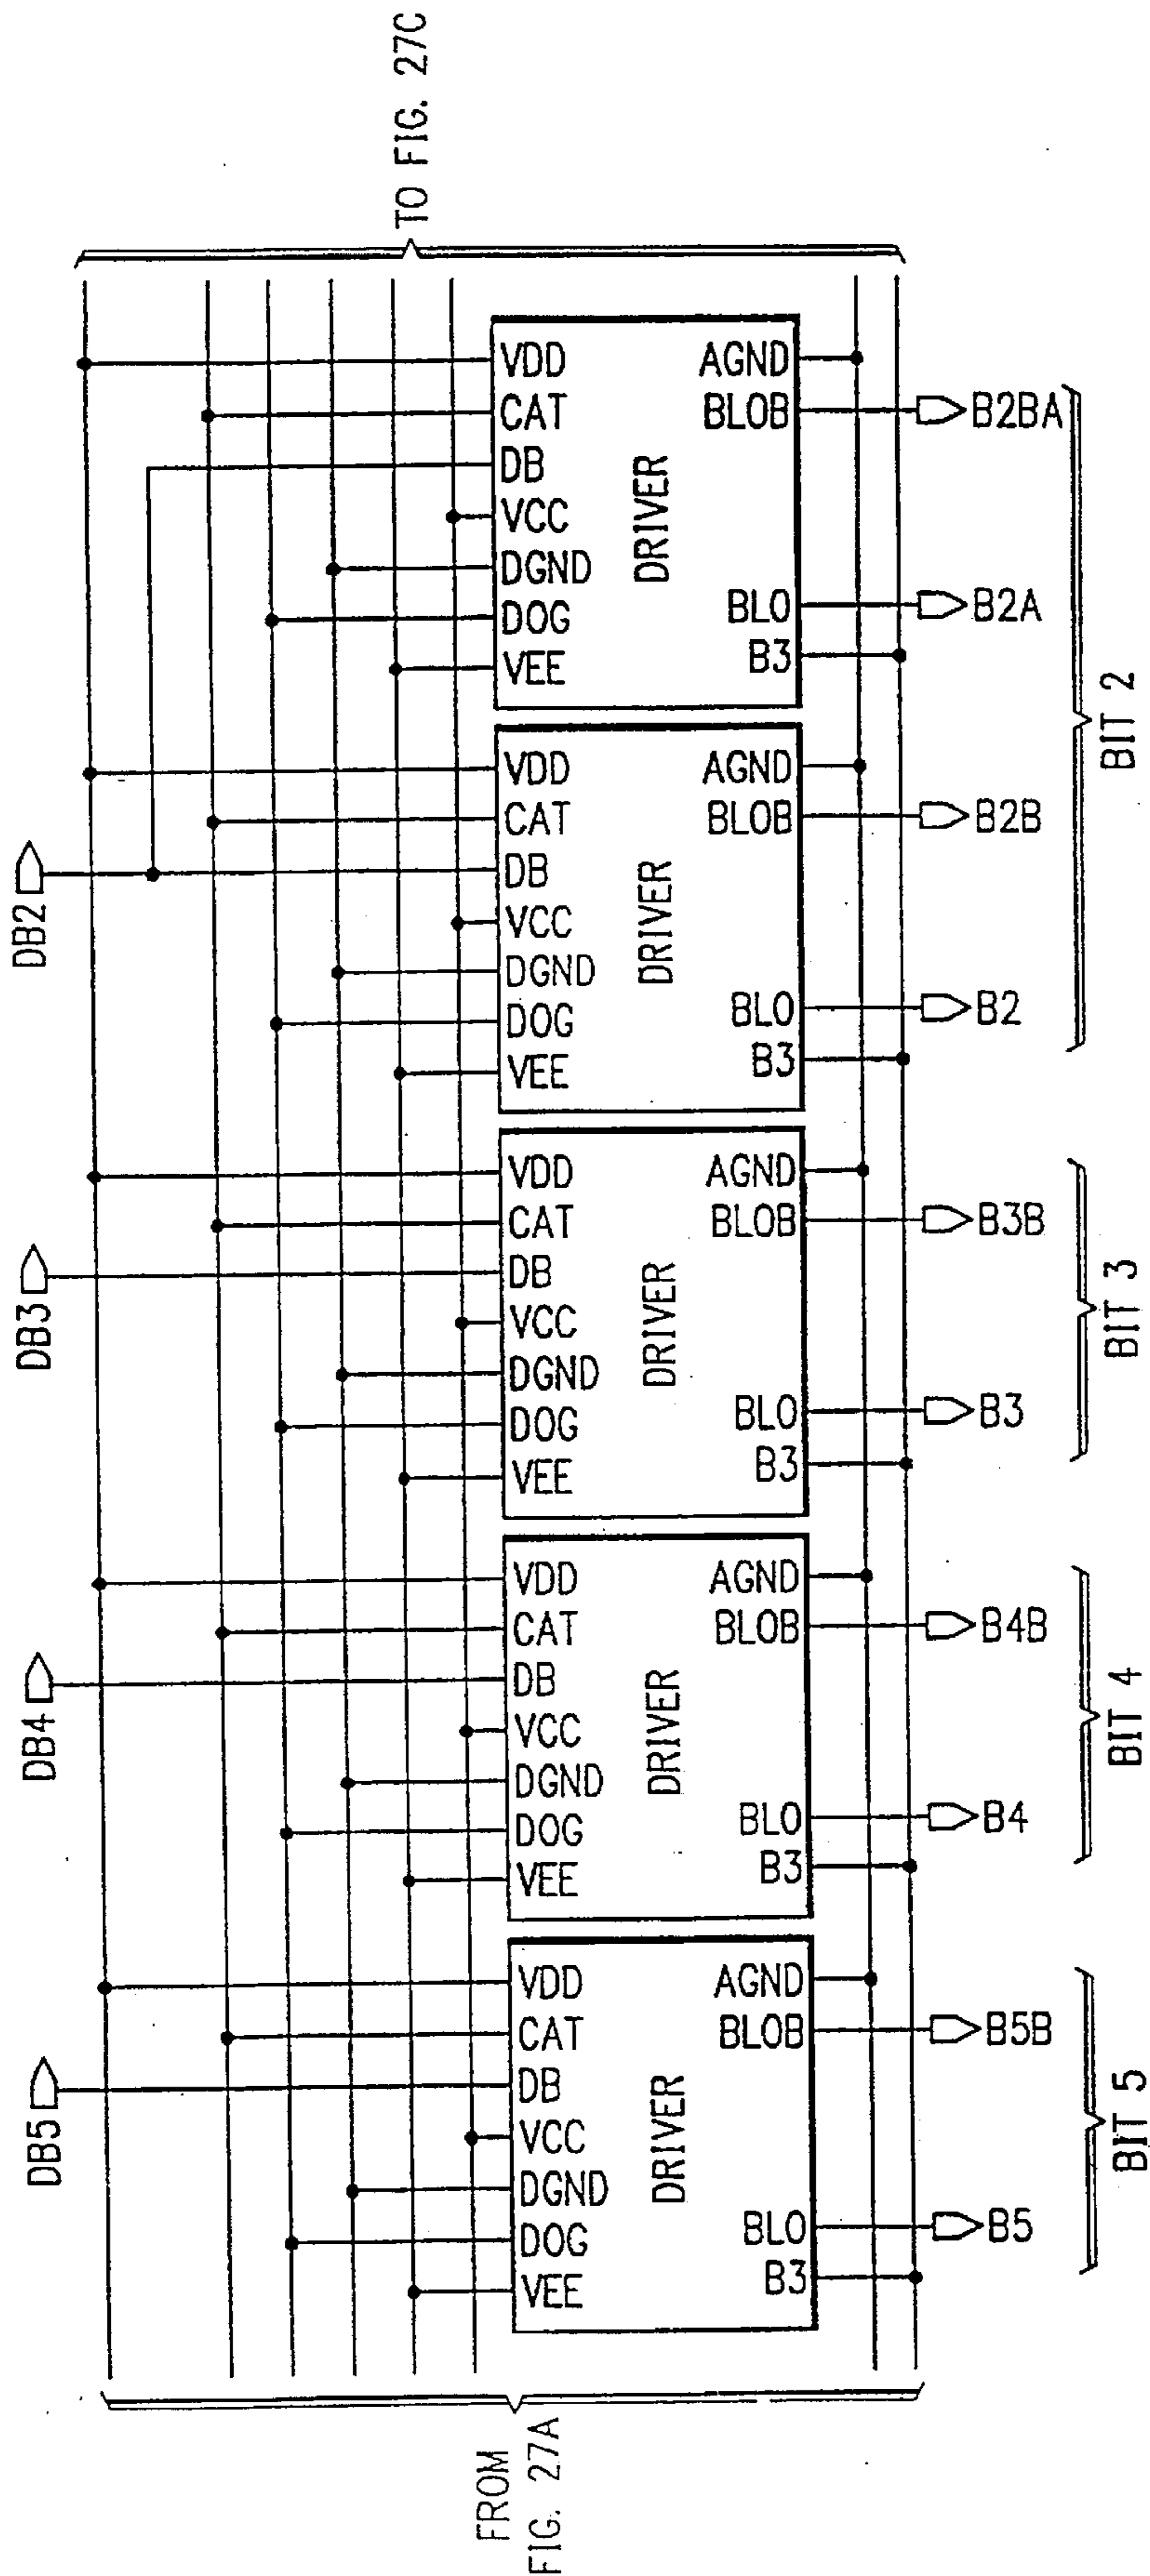 TO FIG. 27C
DB2
DB3
DB4
DB5
VDD
CAT
DB
VCC
DGND
DOG
VEE
DRIVER
AGND
BLOB
BLO
B3
B2BA
B2A
VDD
CAT
DB
VCC
DGND
DOG
VEE
DRIVER
AGND
BLOB
BLO
B3
B2B
B2
BIT 2
VDD
CAT
DB
VCC
DGND
DOG
VEE
DRIVER
AGND
BLOB
BLO
B3
B3B
B3
BIT 3
VDD
CAT
DB
VCC
DGND
DOG
VEE
DRIVER
AGND
BLOB
BLO
B3
B4B
B4
BIT 4
VDD
CAT
DB
VCC
DGND
DOG
VEE
DRIVER
AGND
BLOB
BLO
B3
B5B
B5
BIT 5
FROM
FIG. 27A